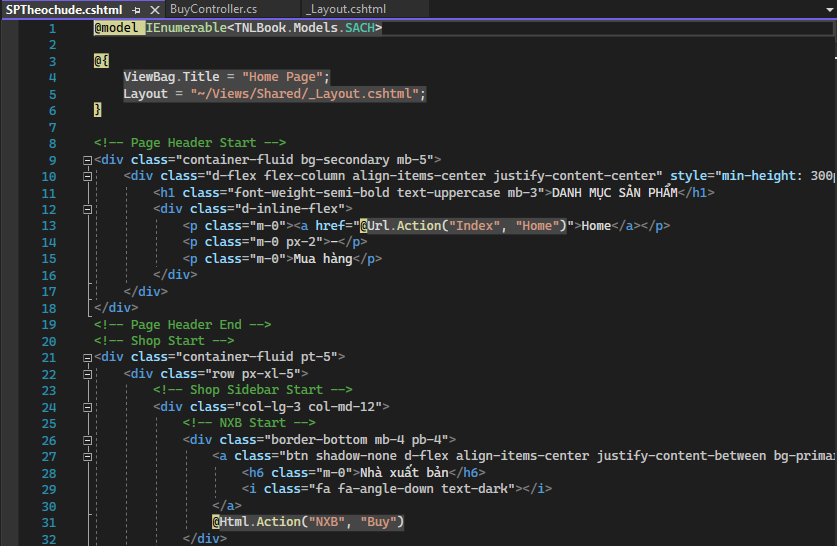 SPTheochude.cshtml BuyController.cs _Layout.cshtml
1 @model IEnumerable<TNLBook.Models.SACH>
2
3 @{
4 ViewBag.Title = "Home Page";
5 Layout = "~/Views/Shared/_Layout.cshtml";
6 }
7
8 <!-- Page Header Start -->
9 <div class="container-fluid bg-secondary mb-5">
10 <div class="d-flex flex-column align-items-center justify-content-center" style="min-height: 300p
11 <h1 class="font-weight-semi-bold text-uppercase mb-3">DANH MỤC SẢN PHẨM</h1>
12 <div class="d-inline-flex">
13 <p class="m-0"><a href="@Url.Action("Index", "Home")">Home</a></p>
14 <p class="m-0 px-2">-</p>
15 <p class="m-0">Mua hàng</p>
16 </div>
17 </div>
18 </div>
19 <!-- Page Header End -->
20 <!-- Shop Start -->
21 <div class="container-fluid pt-5">
22 <div class="row px-xl-5">
23 <!-- Shop Sidebar Start -->
24 <div class="col-lg-3 col-md-12">
25 <!-- NXB Start -->
26 <div class="border-bottom mb-4 pb-4">
27 <a class="btn shadow-none d-flex align-items-center justify-content-between bg-prima
28 <h6 class="m-0">Nhà xuất bản</h6>
29 <i class="fa fa-angle-down text-dark"></i>
30 </a>
31 @Html.Action("NXB", "Buy")
32 </div>